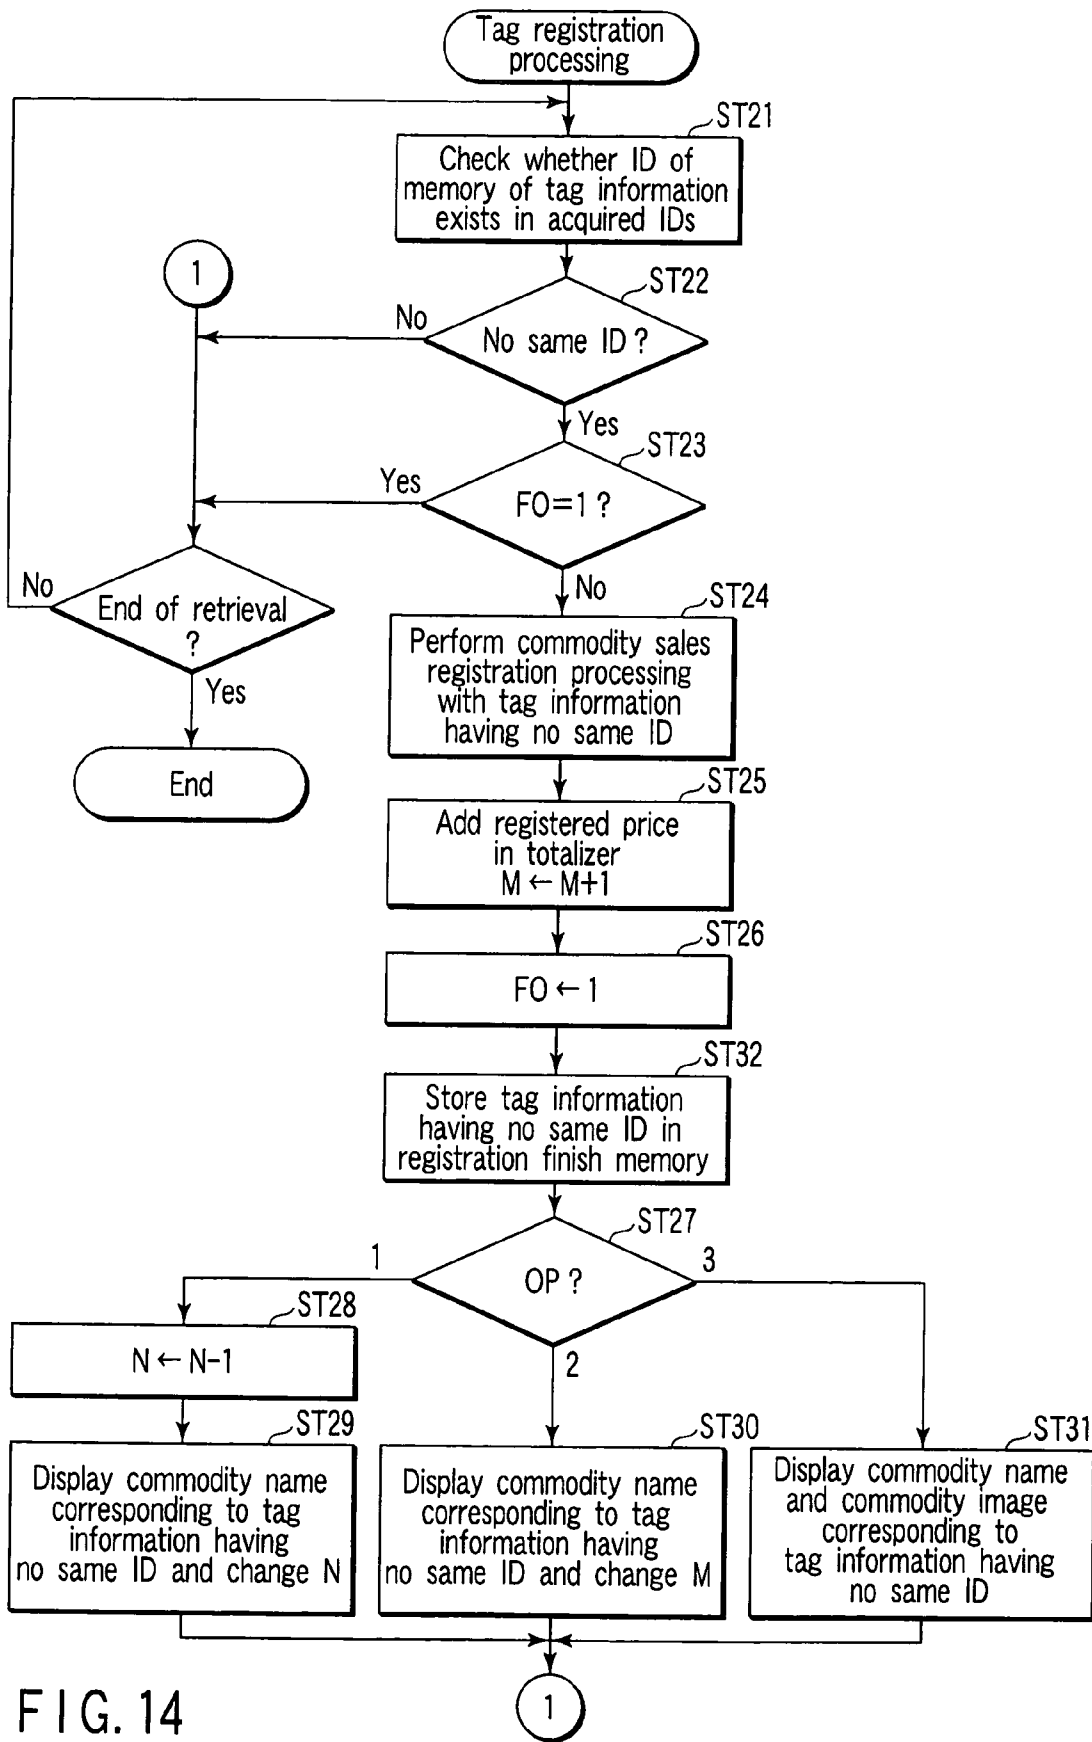 Tag registration
processing
ST21
Check whether ID of
memory of tag information
exists in acquired IDs
1
ST22
No
No same ID ?
Yes
ST23
Yes
FO=1 ?
No
No
End of retrieval
?
Yes
End
ST24
Perform commodity sales
registration processing
with tag information
having no same ID
ST25
Add registered price
in totalizer
M ← M+1
ST26
FO ← 1
ST32
Store tag information
having no same ID in
registration finish memory
ST27
1
OP ?
3
2
ST28
N ← N-1
ST29
Display commodity name
corresponding to tag
information having
no same ID and change N
ST30
Display commodity name
corresponding to tag
information having
no same ID and change M
ST31
Display commodity name
and commodity image
corresponding to
tag information having
no same ID
1
FIG. 14